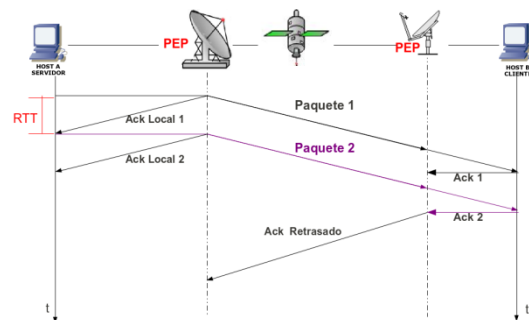 PEP
PEP
HOST A
SERVIDOR
HOST B
CLIENTE
RTT
Ack Local 1
Paquete 1
Ack Local 2
Paquete 2
Ack 1
Ack 2
Ack Retrasado
t
t